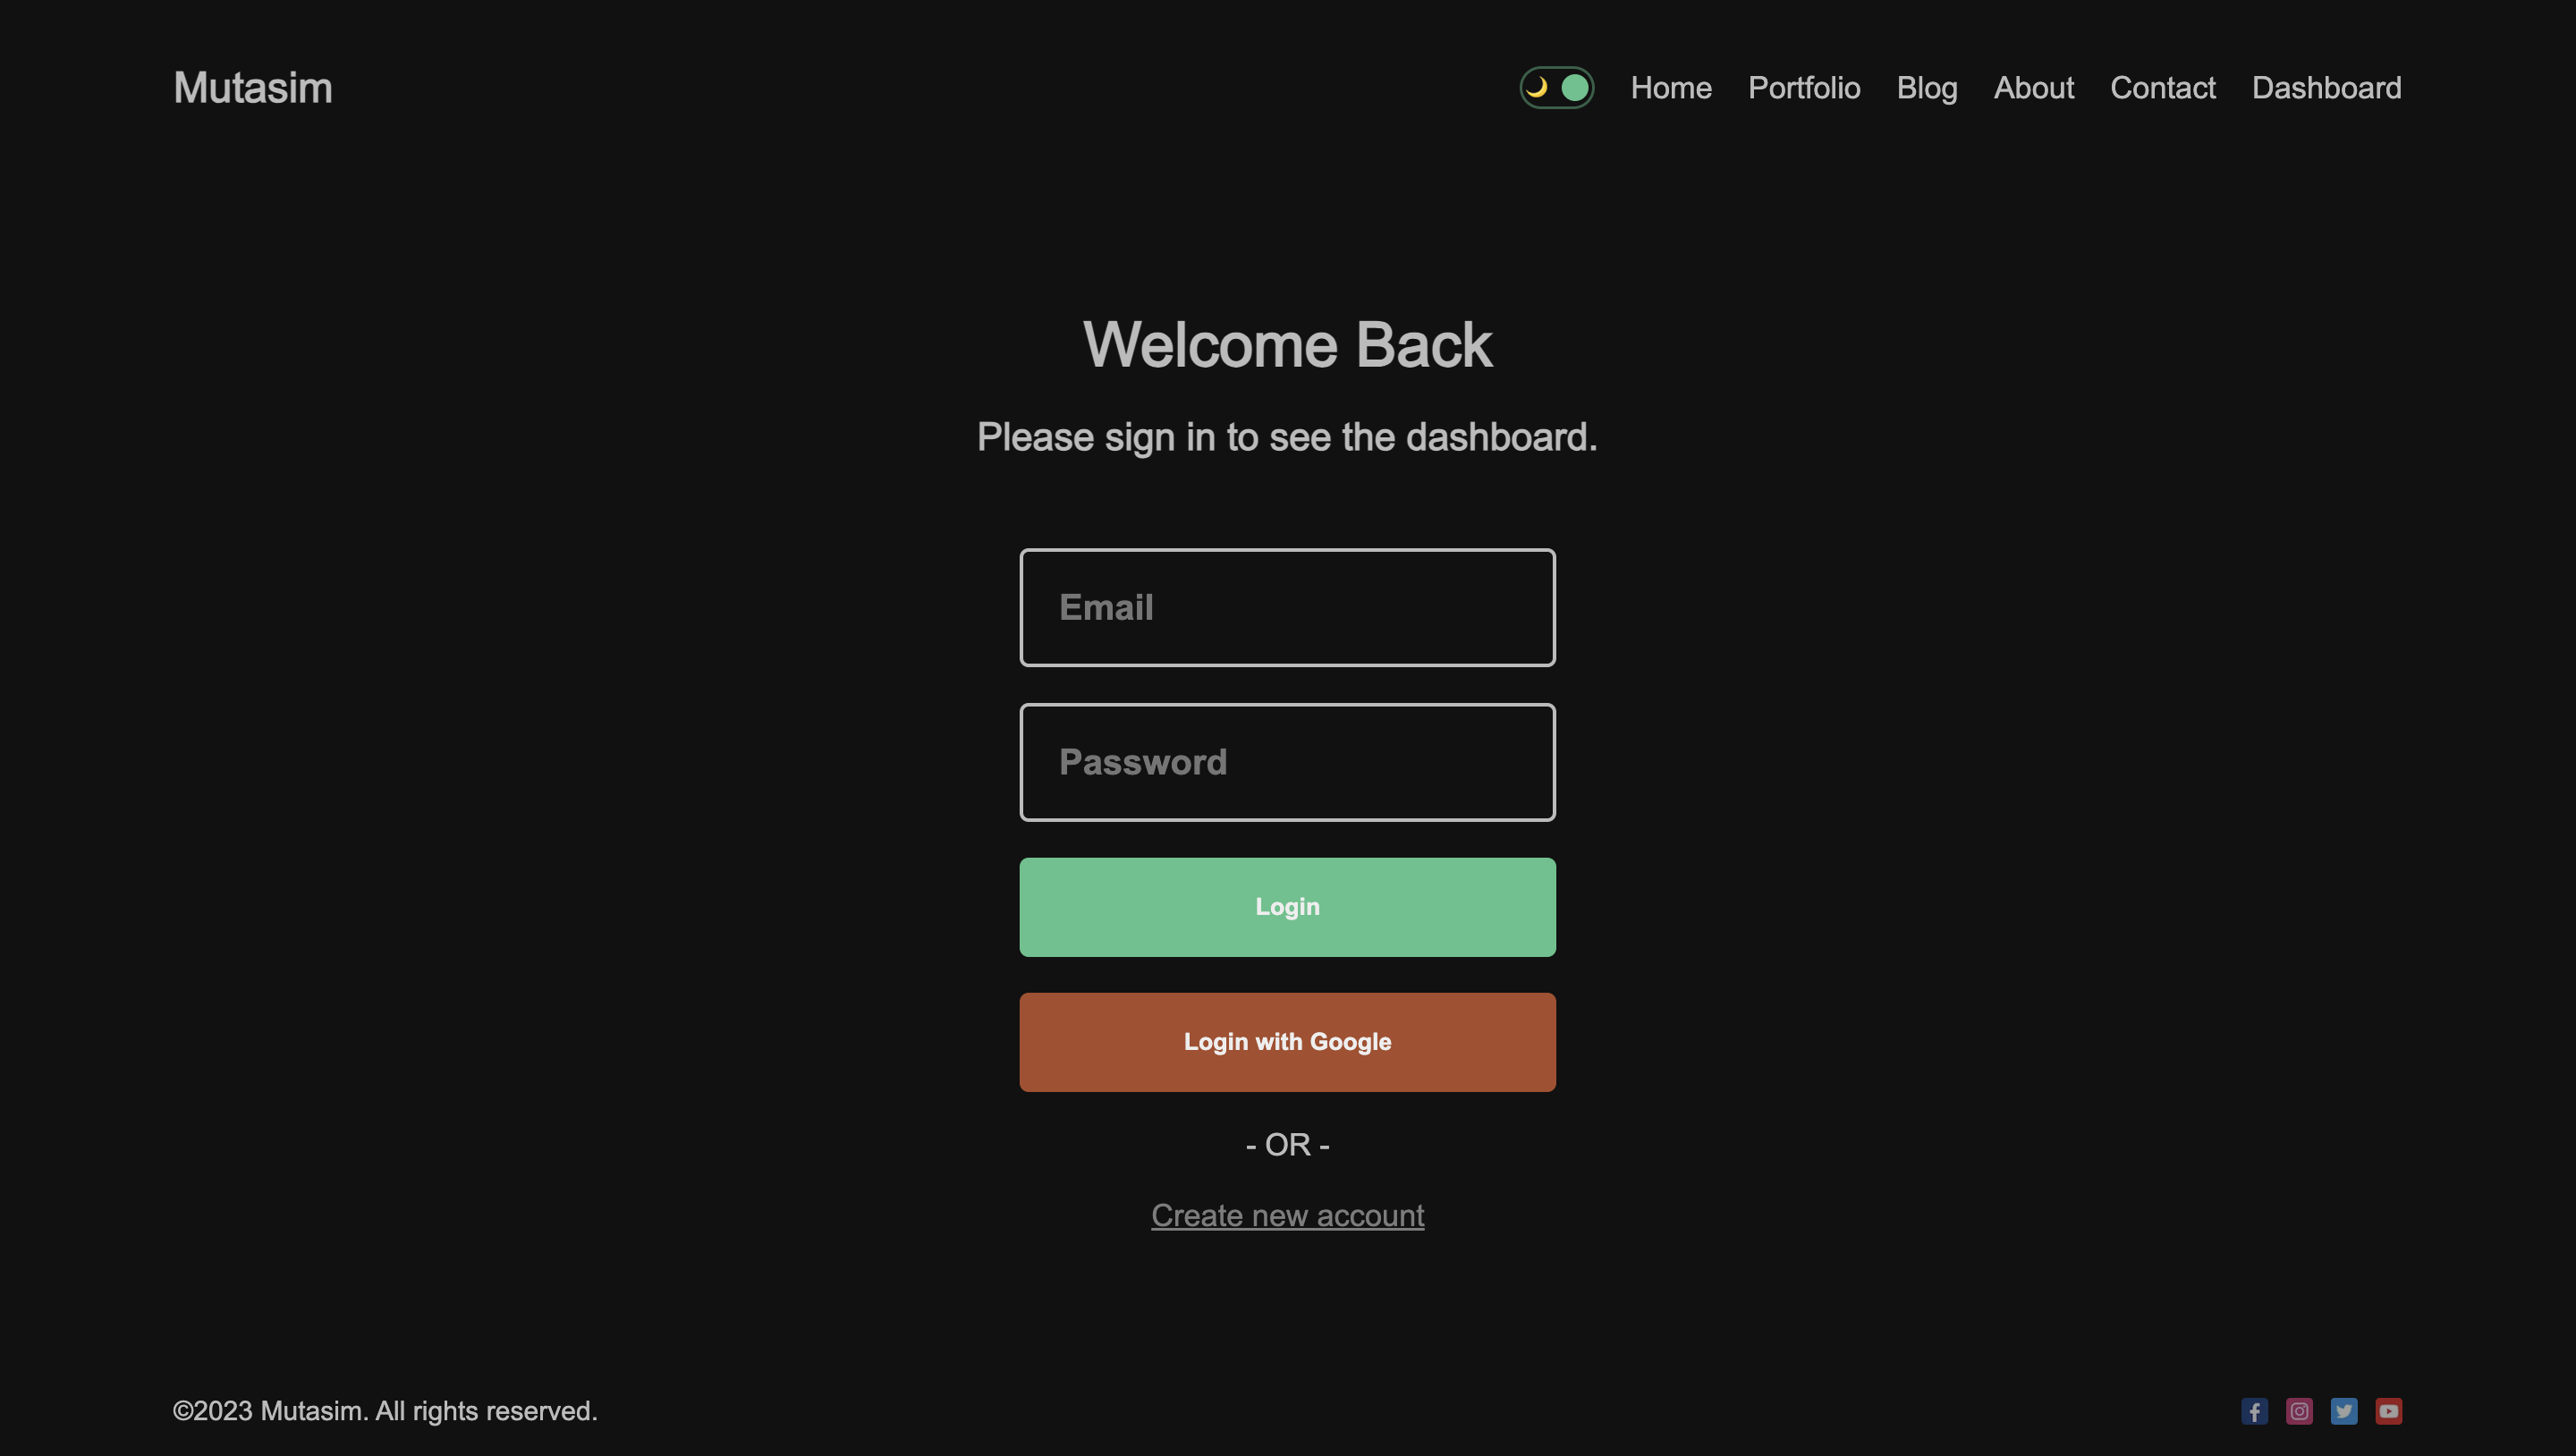 Mutasim
Home Portfolio Blog About Contact Dashboard
Welcome Back
Please sign in to see the dashboard.
Email
Password
Login
Login with Google
- OR -
Create new account
©2023 Mutasim. All rights reserved.